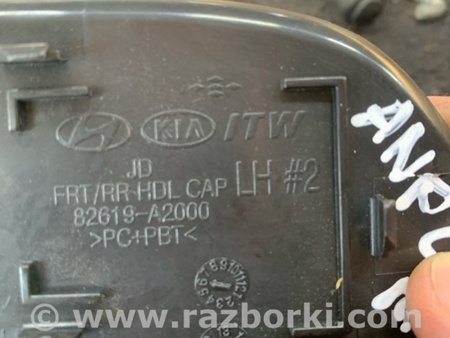 KIA ITW
JD
FRT/RR-HDL CAP LH #2
82619-A2000
>PC+PBT<
www.razborki.com